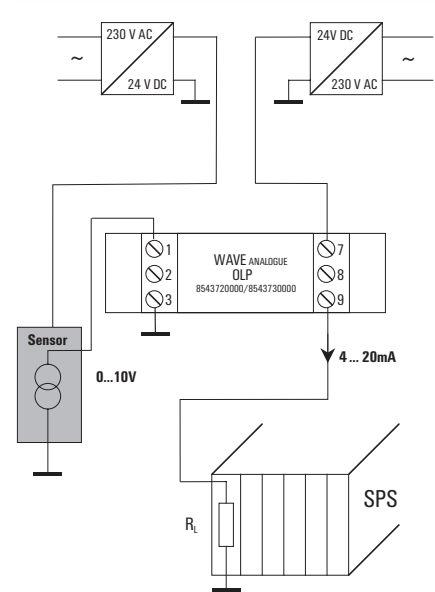 230 V AC
24 V DC
~
24V DC
230 V AC
~
1
2
3
WAVE ANALOGUE
OLP
8543720000/8543730000
7
8
9
Sensor
0...10V
4 ... 20mA
SPS
RL